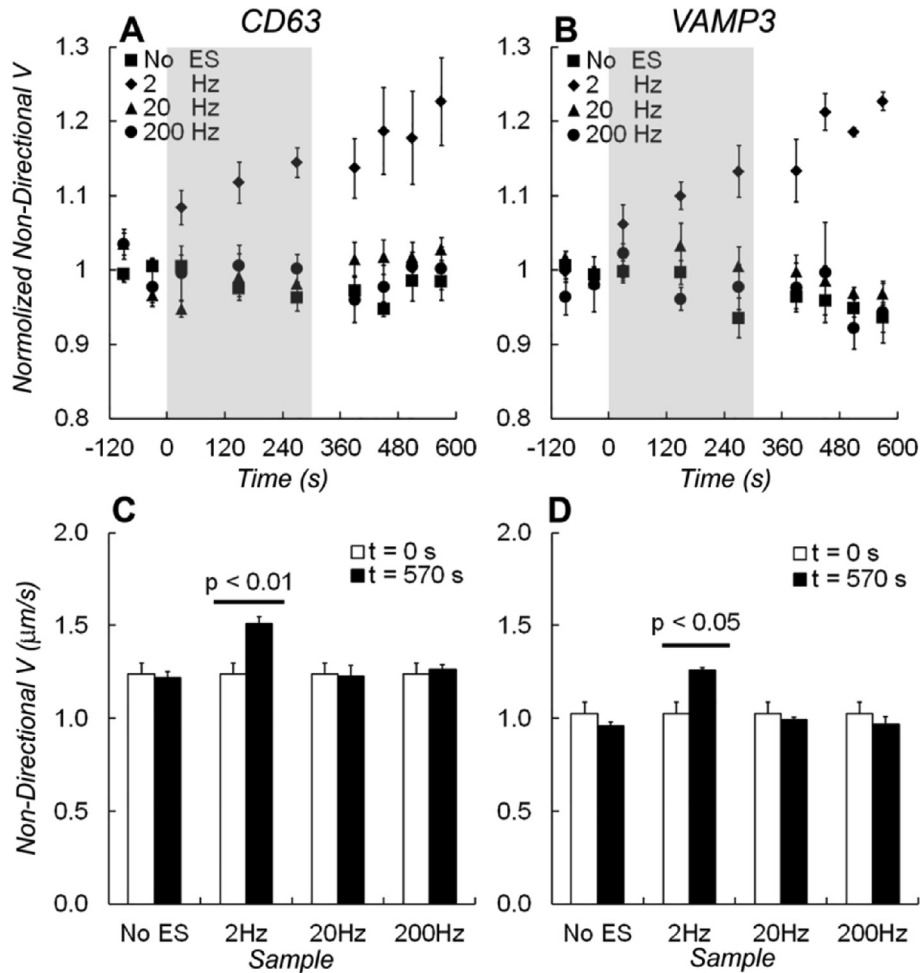 A
CD63
Normolized Non-Directional V
1.3
1.2
1.1
1
0.9
0.8
No ES
2 Hz
20 Hz
200 Hz
-120 0 120 240 360 480 600
Time (s)
B
VAMP3
1.3
1.2
1.1
1
0.9
0.8
No ES
2 Hz
20 Hz
200 Hz
-120 0 120 240 360 480 600
Time (s)
C
Non-Directional V (μm/s)
2.0
1.5
1.0
0.5
0.0
t = 0 s
t = 570 s
p < 0.01
No ES 2Hz 20Hz 200Hz
Sample
D
2.0
1.5
1.0
0.5
0.0
t = 0 s
t = 570 s
p < 0.05
No ES 2Hz 20Hz 200Hz
Sample